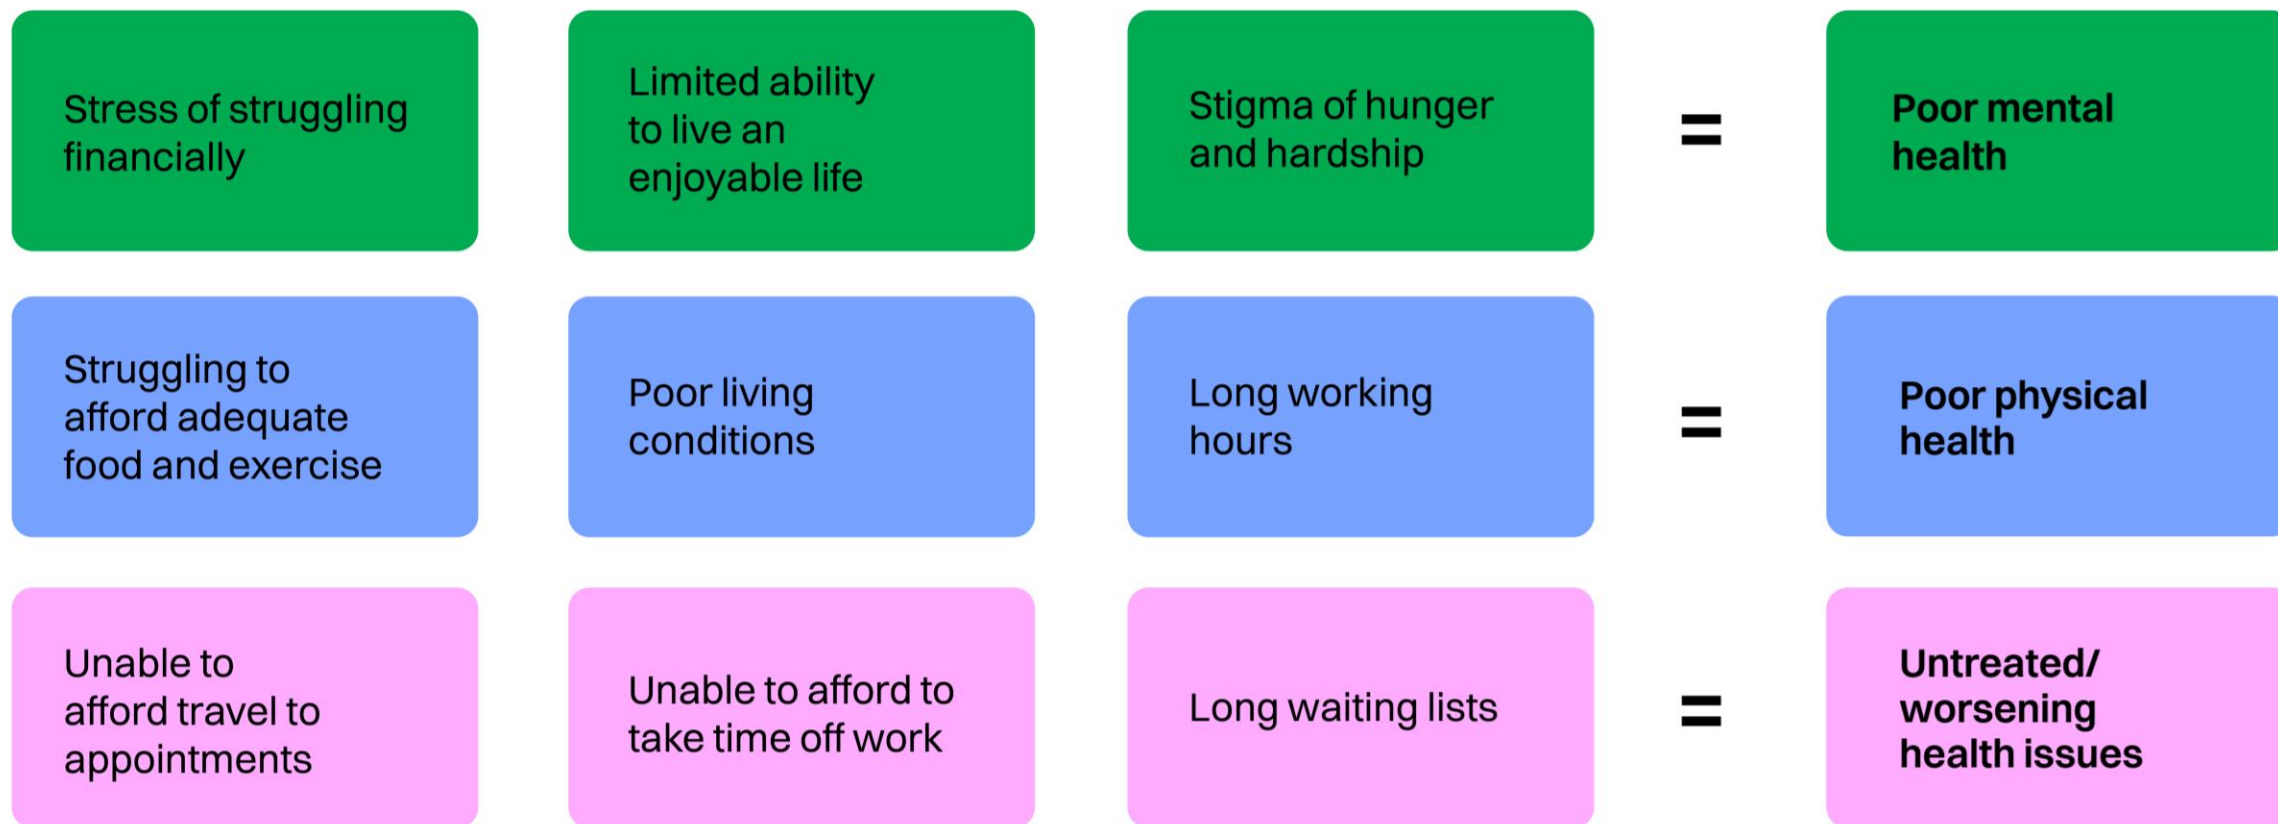 Stress of struggling
financially
Limited ability
to live an
enjoyable life
Stigma of hunger
and hardship
=
Poor mental
health
Struggling to
afford adequate
food and exercise
Poor living
conditions
Long working
hours
=
Poor physical
health
Unable to
afford travel to
appointments
Unable to afford to
take time off work
Long waiting lists
=
Untreated/
worsening
health issues